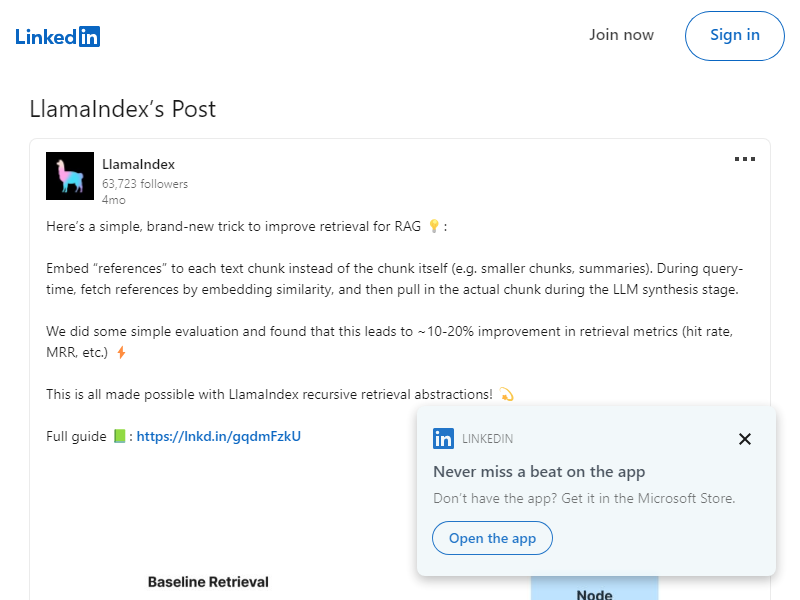 LinkedIn
Join now
Sign in
LlamaIndex’s Post
LlamaIndex
63,723 followers
4mo
Here’s a simple, brand-new trick to improve retrieval for RAG 💡:
Embed “references” to each text chunk instead of the chunk itself (e.g. smaller chunks, summaries). During query-
time, fetch references by embedding similarity, and then pull in the actual chunk during the LLM synthesis stage.
We did some simple evaluation and found that this leads to ~10-20% improvement in retrieval metrics (hit rate,
MRR, etc.) ⚡
This is all made possible with LlamaIndex recursive retrieval abstractions! 💫
Full guide 📗: https://lnkd.in/gqdmFzkU
in LINKEDIN
Never miss a beat on the app
Don’t have the app? Get it in the Microsoft Store.
Open the app
Baseline Retrieval
Node